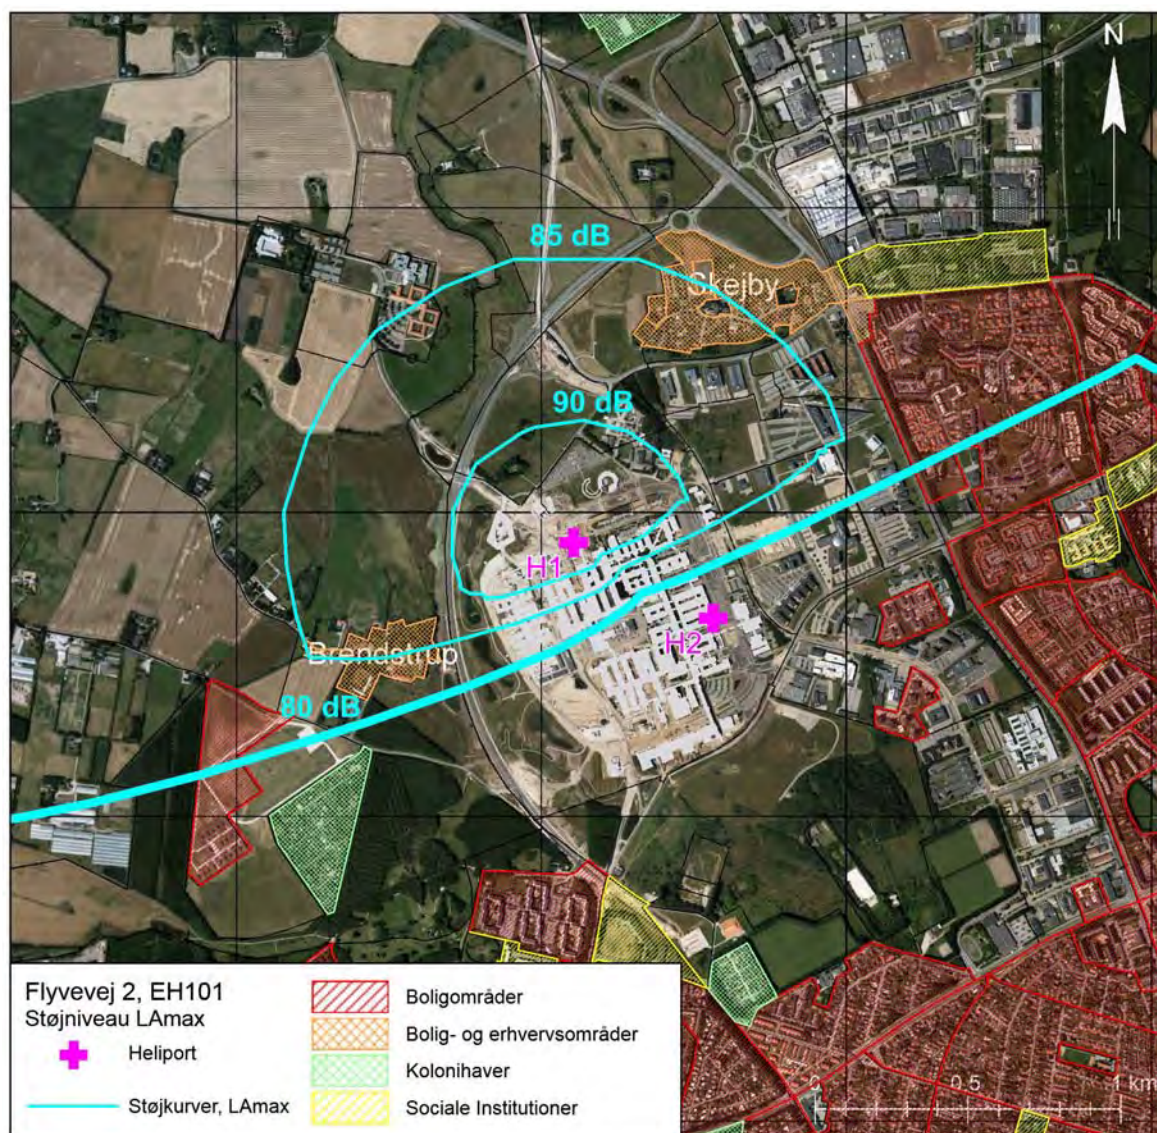 N
85 dB
Skejby
90 dB
H1
H2
Brendstrup
80 dB
Flyvevej 2, EH101
Støjniveau LAmax
Heliport
Støjkurver, LAmax
Boligområder
Bolig- og erhvervsområder
Kolonihaver
Sociale Institutioner
0 0.5 1 km